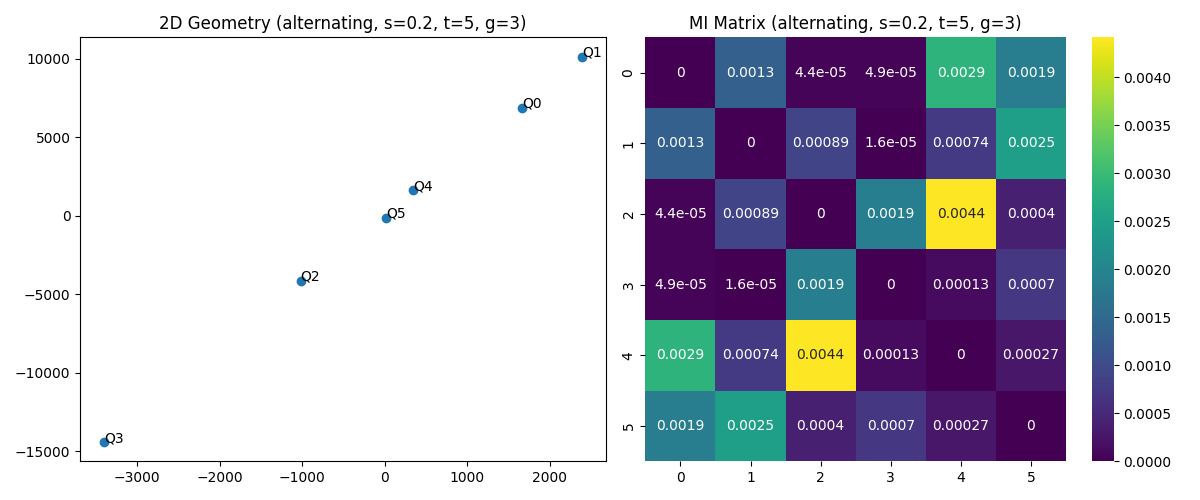 2D Geometry (alternating, s=0.2, t=5, g=3)
10000
5000
0
−5000
−10000
−15000
−3000 −2000 −1000 0 1000 2000
Q1
Q0
Q4
Q5
Q2
Q3
MI Matrix (alternating, s=0.2, t=5, g=3)
0 0 0.0013 4.4e-05 4.9e-05 0.0029 0.0019
1 0.0013 0 0.00089 1.6e-05 0.00074 0.0025
2 4.4e-05 0.00089 0 0.0019 0.0044 0.0004
3 4.9e-05 1.6e-05 0.0019 0 0.00013 0.0007
4 0.0029 0.00074 0.0044 0.00013 0 0.00027
5 0.0019 0.0025 0.0004 0.0007 0.00027 0
0 1 2 3 4 5
0.0040
0.0035
0.0030
0.0025
0.0020
0.0015
0.0010
0.0005
0.0000